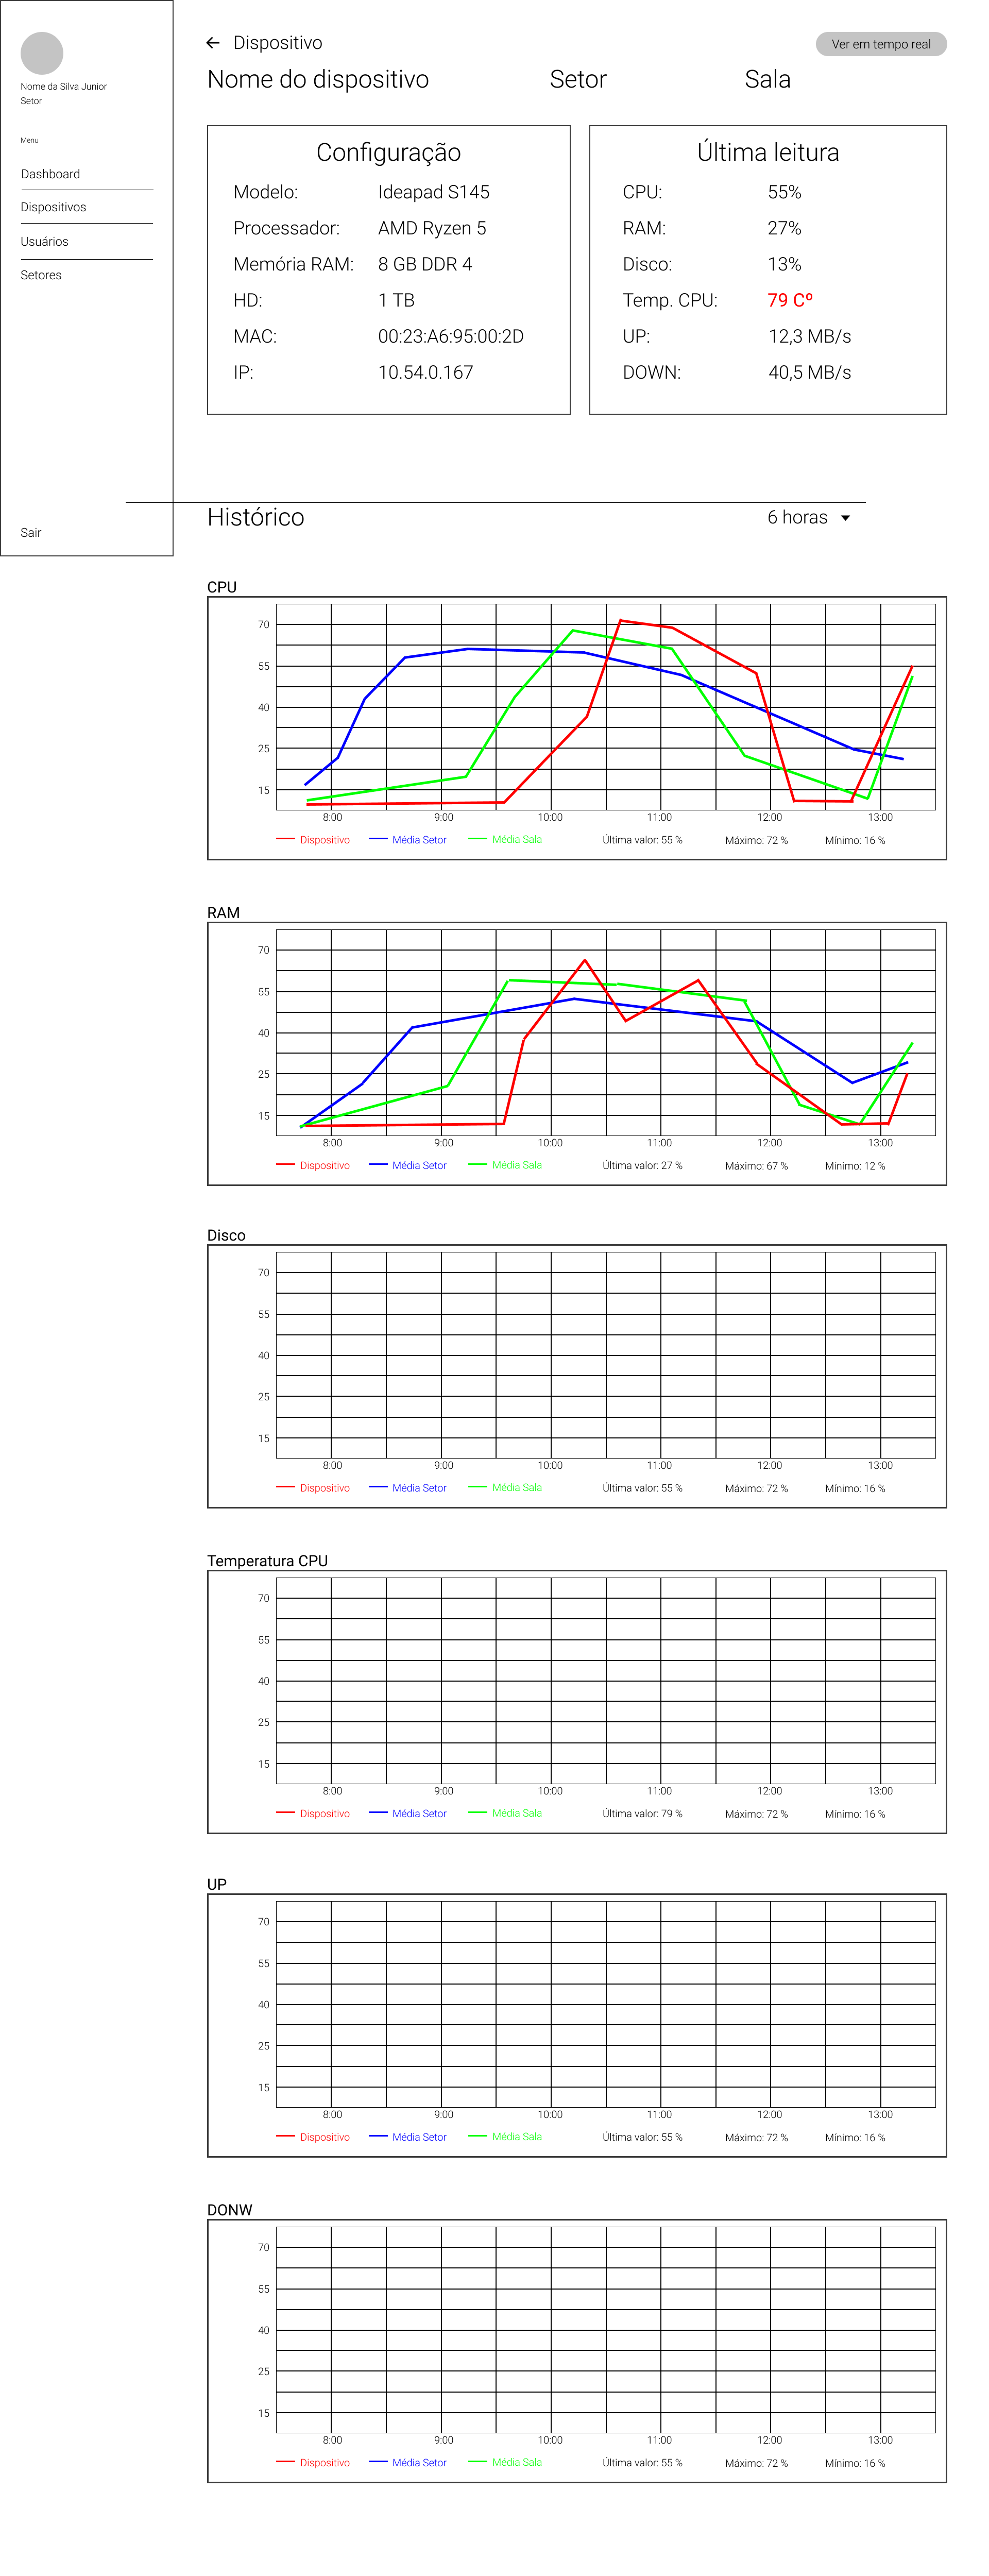 Nome da Silva Junior
Setor
Menu
Dashboard
Dispositivos
Usuários
Setores
Sair
Dispositivo
Ver em tempo real
Nome do dispositivo Setor Sala
Configuração
Modelo: Ideapad S145
Processador: AMD Ryzen 5
Memória RAM: 8 GB DDR 4
HD: 1 TB
MAC: 00:23:A6:95:00:2D
IP: 10.54.0.167
Última leitura
CPU: 55%
RAM: 27%
Disco: 13%
Temp. CPU: 79 Cº
UP: 12,3 MB/s
DOWN: 40,5 MB/s
Histórico 6 horas
CPU
70
55
40
25
15
8:00 9:00 10:00 11:00 12:00 13:00
Dispositivo Média Setor Média Sala Última valor: 55 % Máximo: 72 % Mínimo: 16 %
RAM
70
55
40
25
15
8:00 9:00 10:00 11:00 12:00 13:00
Dispositivo Média Setor Média Sala Última valor: 27 % Máximo: 67 % Mínimo: 12 %
Disco
70
55
40
25
15
8:00 9:00 10:00 11:00 12:00 13:00
Dispositivo Média Setor Média Sala Última valor: 55 % Máximo: 72 % Mínimo: 16 %
Temperatura CPU
70
55
40
25
15
8:00 9:00 10:00 11:00 12:00 13:00
Dispositivo Média Setor Média Sala Última valor: 79 % Máximo: 72 % Mínimo: 16 %
UP
70
55
40
25
15
8:00 9:00 10:00 11:00 12:00 13:00
Dispositivo Média Setor Média Sala Última valor: 55 % Máximo: 72 % Mínimo: 16 %
DONW
70
55
40
25
15
8:00 9:00 10:00 11:00 12:00 13:00
Dispositivo Média Setor Média Sala Última valor: 55 % Máximo: 72 % Mínimo: 16 %